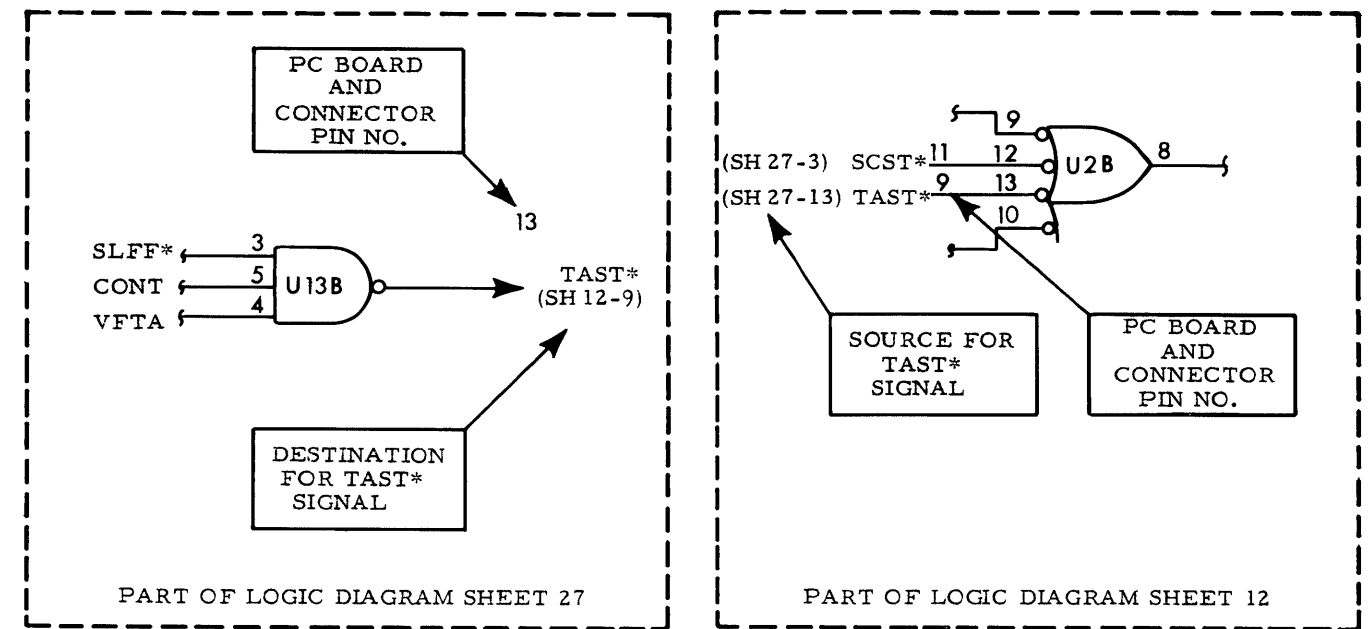 PC BOARD
AND
CONNECTOR
PIN NO.
13
SLFF*
3
CONT
5
VFTA
4
U13B
TAST*
(SH 12-9)
DESTINATION
FOR TAST*
SIGNAL
PART OF LOGIC DIAGRAM SHEET 27
9
(SH 27-3) SCST* 11 12
U2B
8
(SH 27-13) TAST* 9 13
10
SOURCE FOR
TAST*
SIGNAL
PC BOARD
AND
CONNECTOR
PIN NO.
PART OF LOGIC DIAGRAM SHEET 12